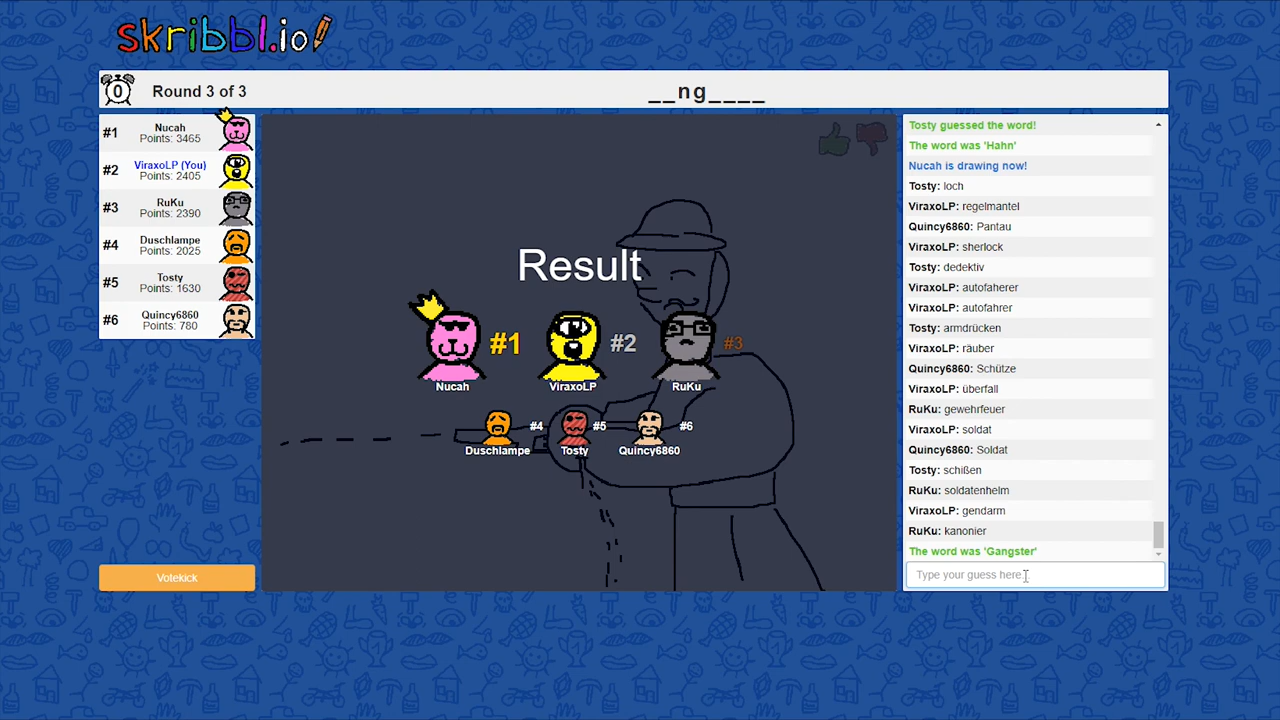 skribbl.io!
0 Round 3 of 3 __ng____
#1 Nucah
Points: 3465
#2 ViraxoLP (You)
Points: 2405
#3 RuKu
Points: 2390
#4 Duschlampe
Points: 2025
#5 Tosty
Points: 1630
#6 Quincy6860
Points: 780
Votekick
Result
#1 #2 #3
Nucah ViraxoLP RuKu
#4 #5 #6
Duschlampe Tosty Quincy6860
Tosty guessed the word!
The word was 'Hahn'
Nucah is drawing now!
Tosty: loch
ViraxoLP: regelmantel
Quincy6860: Pantau
ViraxoLP: sherlock
Tosty: dedektiv
ViraxoLP: autofaherer
ViraxoLP: autofahrer
Tosty: armdrücken
ViraxoLP: räuber
Quincy6860: Schütze
ViraxoLP: überfall
RuKu: gewehrfeuer
ViraxoLP: soldat
Quincy6860: Soldat
Tosty: schißen
RuKu: soldatenhelm
ViraxoLP: gendarm
RuKu: kanonier
The word was 'Gangster'
Type your guess here..